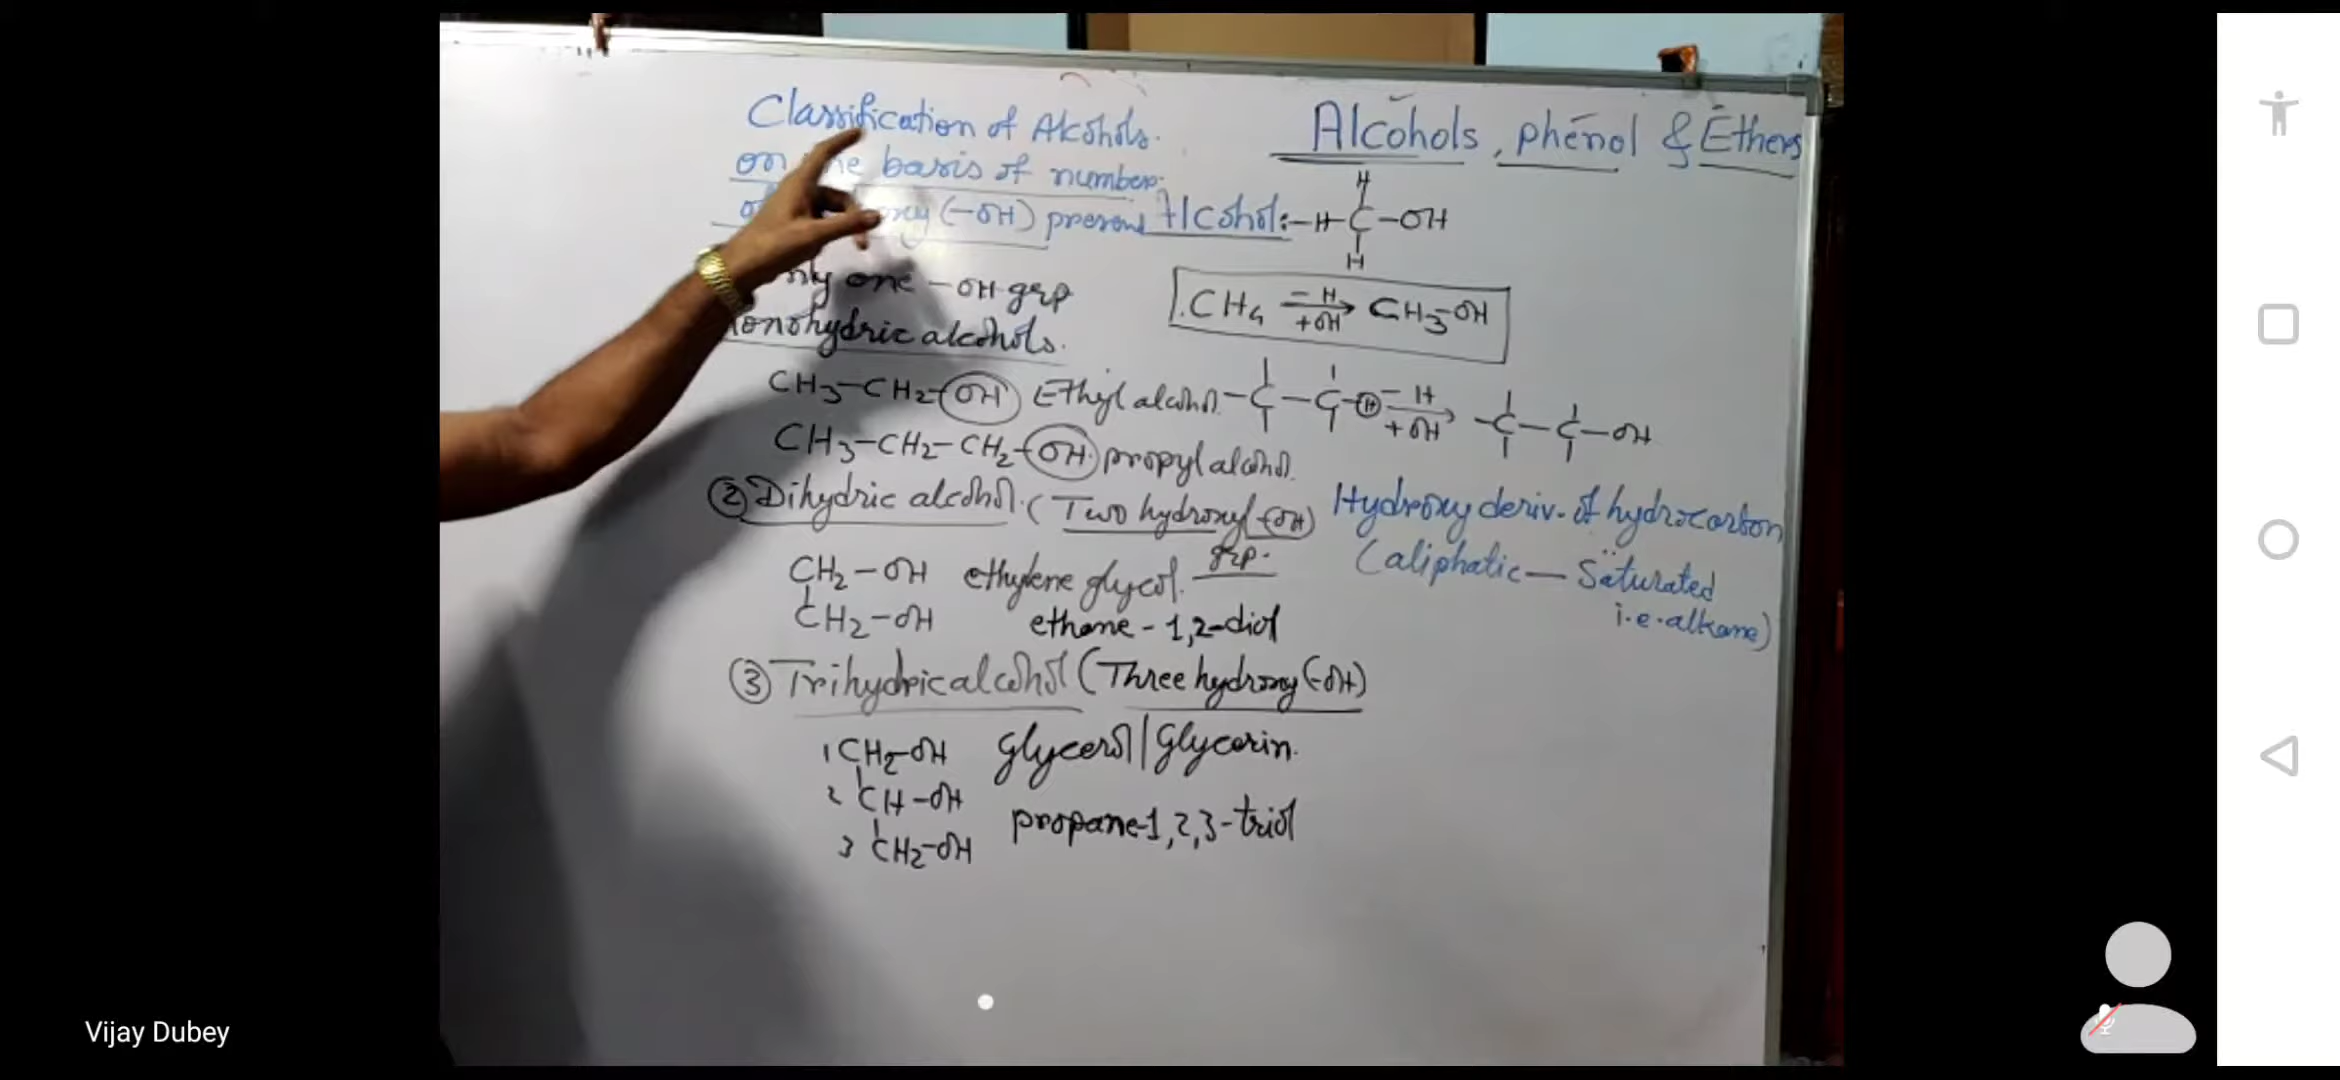 Alcohols, phenol & Ethers
Classification of Alcohols.
on the basis of number
(-OH) present
only one -OH grp
Monohydric alcohols.
CH3-CH2-OH Ethyl alcohol
CH3-CH2-CH2-OH propyl alcohol
② Dihydric alcohol. (Two hydroxyl (-OH)
grp.
CH2-OH ethylene glycol.
CH2-OH ethane-1,2-diol
③ Trihydric alcohol (Three hydroxy (-OH)
1 CH2-OH glycerol/Glycerin.
2 CH-OH
propane-1,2,3-triol
3 CH2-OH
H
Alcohol:- H-C-OH
H
CH4 -H +OH → CH3-OH
-C-C-H -H +OH → -C-C-OH
Hydroxy deriv. of hydrocarbon
(aliphatic - Saturated
i.e. alkane)
Vijay Dubey